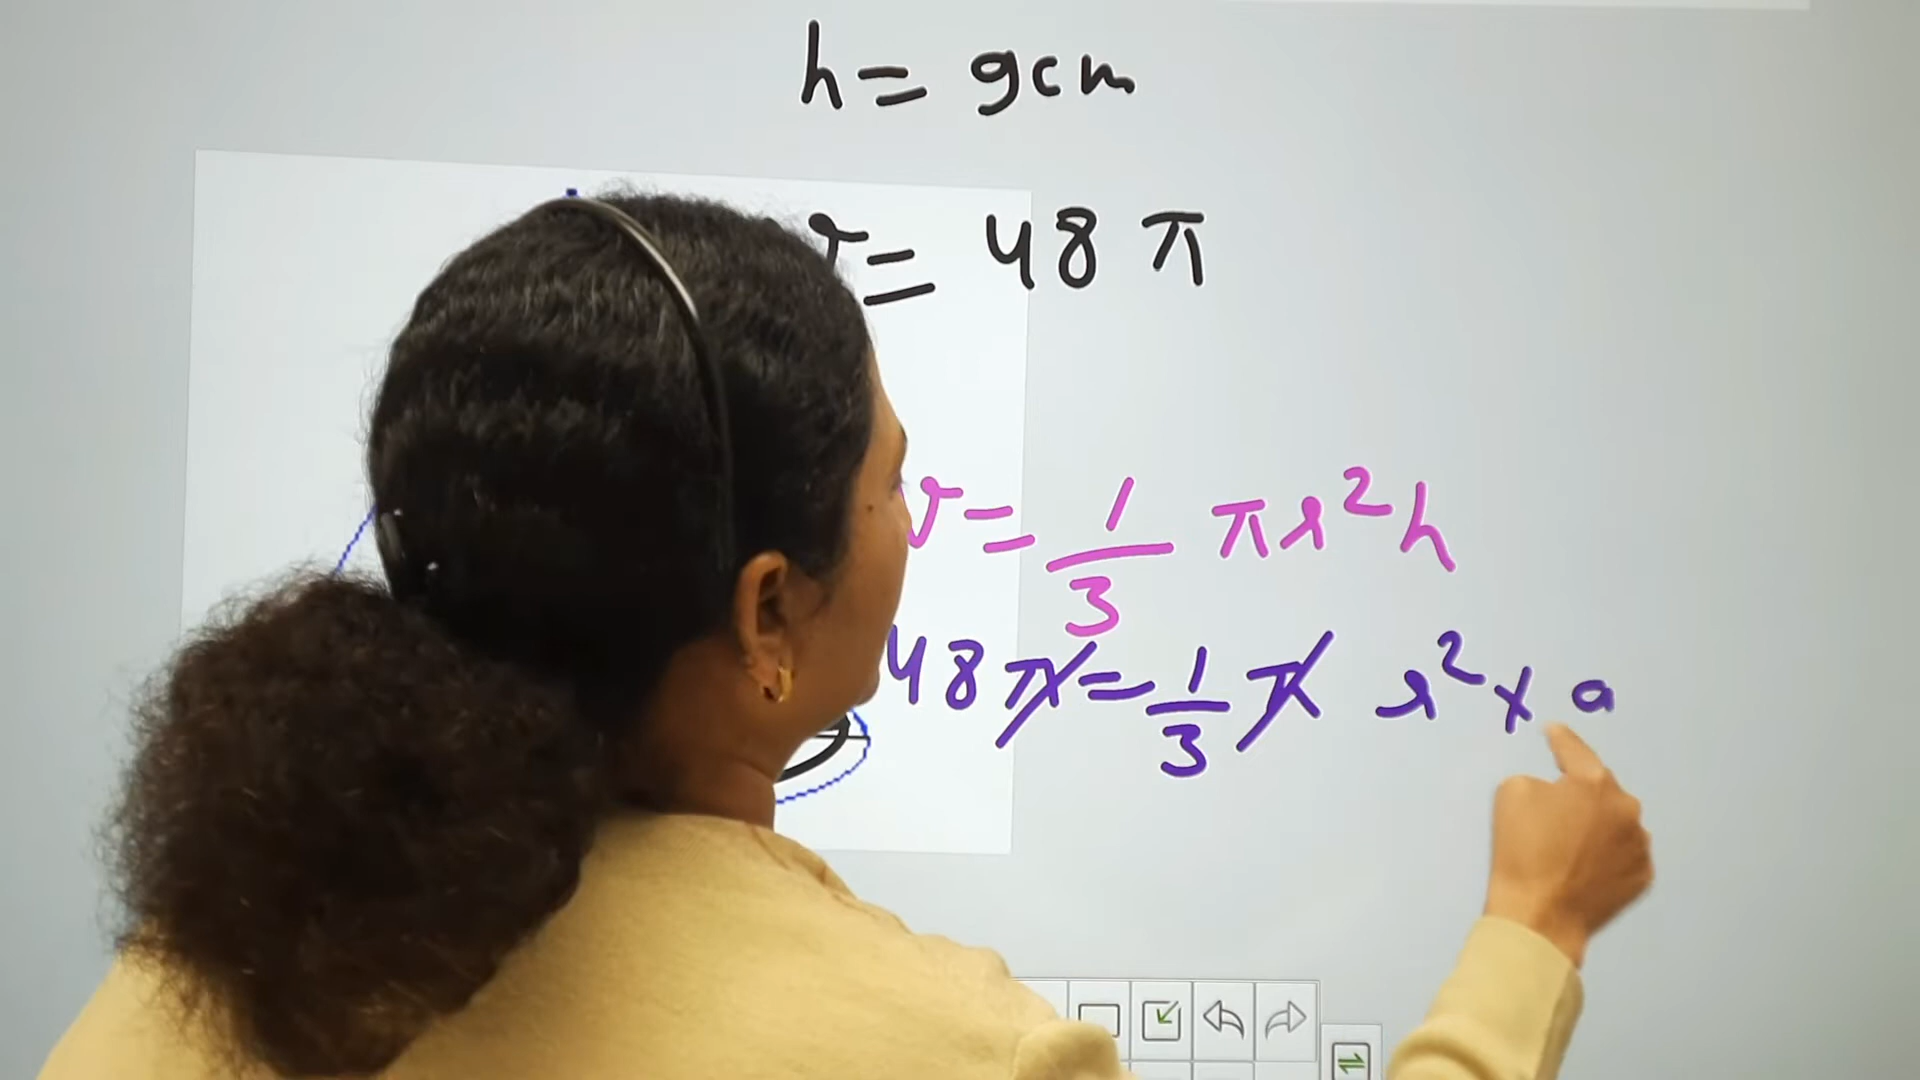 h = 9cm
v = 48 π
v = 1/3 πr²h
48 π = 1/3 π r² x 9